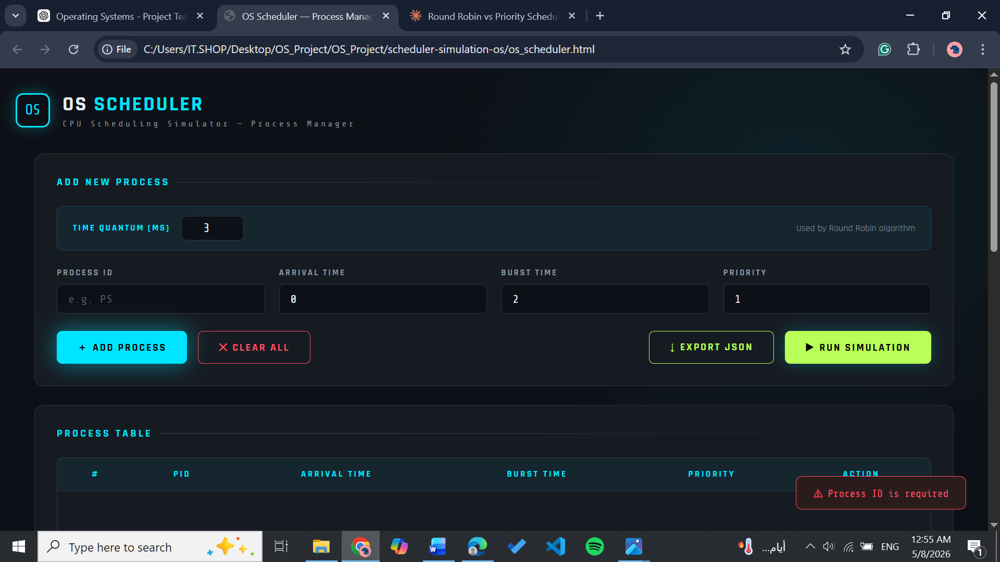 Operating Systems - Project Tea
OS Scheduler — Process Manag
Round Robin vs Priority Schedul
File
C:/Users/IT.SHOP/Desktop/OS_Project/OS_Project/scheduler-simulation-os/os_scheduler.html
OS
OS SCHEDULER
CPU Scheduling Simulator — Process Manager
ADD NEW PROCESS
TIME QUANTUM (MS)
3
Used by Round Robin algorithm
PROCESS ID
ARRIVAL TIME
BURST TIME
PRIORITY
e.g. P5
0
2
1
+ ADD PROCESS
✕ CLEAR ALL
↓ EXPORT JSON
▶ RUN SIMULATION
PROCESS TABLE
#
PID
ARRIVAL TIME
BURST TIME
PRIORITY
ACTION
⚠ Process ID is required
Type here to search
أيام...
ENG
12:55 AM
5/8/2026
1